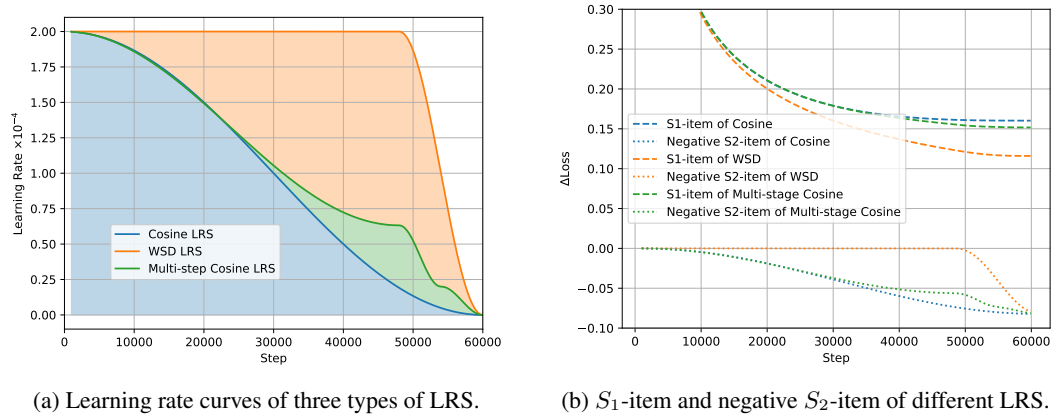 2.00
1.75
1.50
1.25
1.00
0.75
0.50
0.25
0.00
Learning Rate ×10⁻⁴
Cosine LRS
WSD LRS
Multi-step Cosine LRS
0 10000 20000 30000 40000 50000 60000
Step
(a) Learning rate curves of three types of LRS.
0.30
0.25
0.20
0.15
0.10
0.05
0.00
−0.05
−0.10
ΔLoss
S1-item of Cosine
Negative S2-item of Cosine
S1-item of WSD
Negative S2-item of WSD
S1-item of Multi-stage Cosine
Negative S2-item of Multi-stage Cosine
0 10000 20000 30000 40000 50000 60000
Step
(b) S₁-item and negative S₂-item of different LRS.